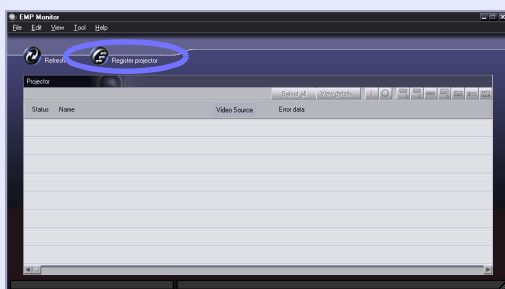 EMP Monitor
File Edit View Tool Help
Refresh Register projector
Projector
Select all View details
Status Name Video Source Error data